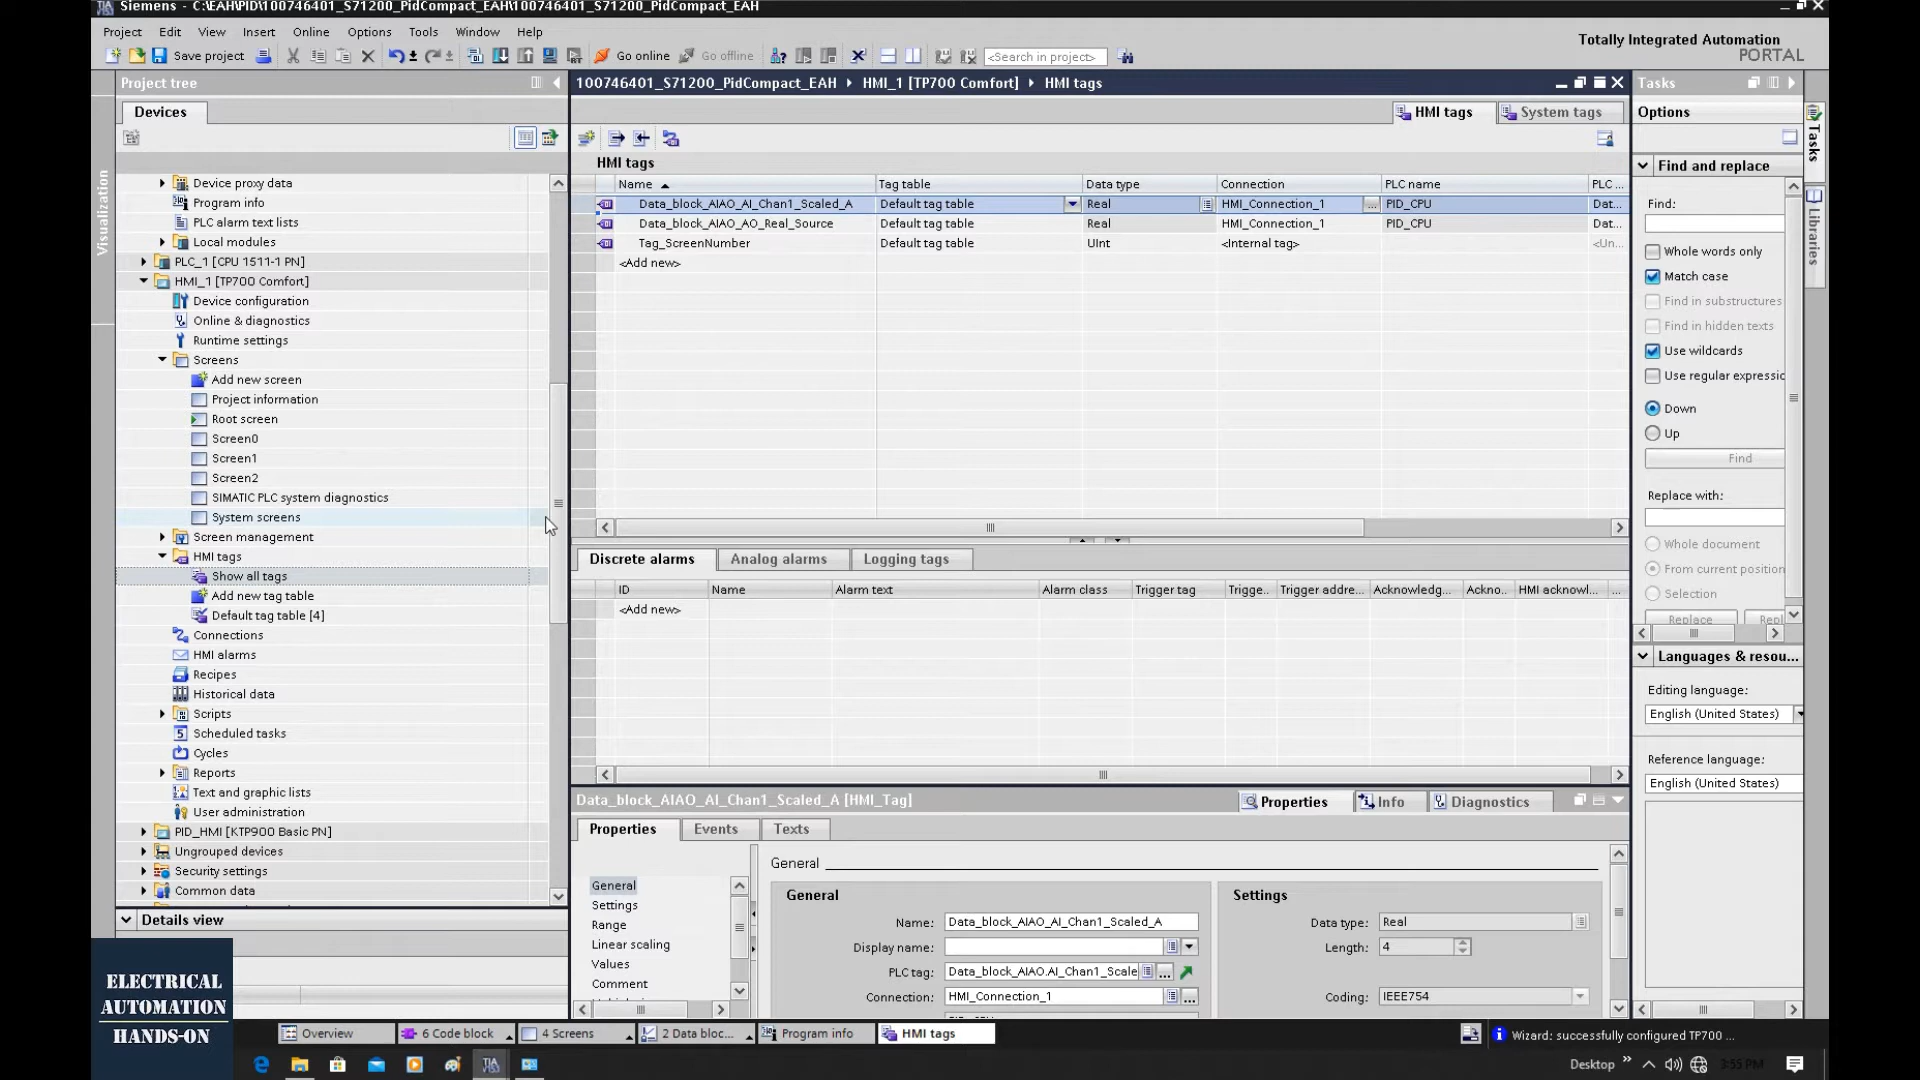 Siemens - C:\EAH\PID\100746401_S71200_PidCompact_EAH\100746401_S71200_PidCompact_EAH
Project Edit View Insert Online Options Tools Window Help
Totally Integrated Automation
PORTAL
Save project Go online Go offline <Search in project>
Project tree
100746401_S71200_PidCompact_EAH HMI_1 [TP700 Comfort] HMI tags
Tasks
Devices
HMI tags System tags
Options
Visualization
Tasks
Libraries
Device proxy data
Program info
PLC alarm text lists
Local modules
PLC_1 [CPU 1511-1 PN]
HMI_1 [TP700 Comfort]
Device configuration
Online & diagnostics
Runtime settings
Screens
Add new screen
Project information
Root screen
Screen0
Screen1
Screen2
SIMATIC PLC system diagnostics
System screens
Screen management
HMI tags
Show all tags
Add new tag table
Default tag table [4]
Connections
HMI alarms
Recipes
Historical data
Scripts
Scheduled tasks
Cycles
Reports
Text and graphic lists
User administration
PID_HMI [KTP900 Basic PN]
Ungrouped devices
Security settings
Common data
Details view
HMI tags
Name Tag table Data type Connection PLC name PLC ...
Data_block_AIAO_AI_Chan1_Scaled_A Default tag table Real HMI_Connection_1 ... PID_CPU Dat...
Data_block_AIAO_AO_Real_Source Default tag table Real HMI_Connection_1 PID_CPU Dat...
Tag_ScreenNumber Default tag table UInt <Internal tag> <Un...
<Add new>
Discrete alarms Analog alarms Logging tags
ID Name Alarm text Alarm class Trigger tag Trigge.. Trigger addre... Acknowledg... Ackno.. HMI acknowl... ...
<Add new>
Data_block_AIAO_AI_Chan1_Scaled_A [HMI_Tag]
Properties Info Diagnostics
Properties Events Texts
General
Settings
Range
Linear scaling
Values
Comment
General
General
Name: Data_block_AIAO_AI_Chan1_Scaled_A
Display name:
PLC tag: Data_block_AIAO.AI_Chan1_Scale ...
Connection: HMI_Connection_1 ...
Settings
Data type: Real
Length: 4
Coding: IEEE754
Find and replace
Find:
Whole words only
Match case
Find in substructures
Find in hidden texts
Use wildcards
Use regular expressic
Down
Up
Find
Replace with:
Whole document
From current position
Selection
Replace Repl
Languages & resou...
Editing language:
English (United States)
Reference language:
English (United States)
ELECTRICAL
AUTOMATION
HANDS-ON
Overview 6 Code block 4 Screens 2 Data bloc... Program info HMI tags
Wizard: successfully configured TP700 ...
Desktop 3:55 PM